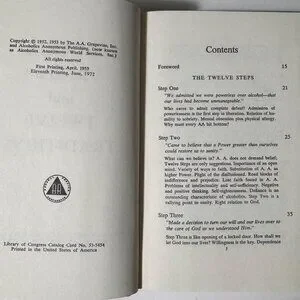 Copyright © 1952, 1953 by The A.A. Grapevine, Inc.
and Alcoholics Anonymous Publishing. (now known
as Alcoholics Anonymous World Services, Inc.)
All rights reserved
First Printing, April, 1953
Eleventh Printing, June, 1972
Library of Congress Catalog Card No. 53-5454
Printed in the United States of America
Contents
Foreword 15
THE TWELVE STEPS
Step One 21
"We admitted we were powerless over alcohol—that
our lives had become unmanageable."
Who cares to admit complete defeat? Admission of
powerlessness is the first step in liberation. Relation of hu-
mility to sobriety. Mental obsession plus physical allergy.
Why must every AA hit bottom?
Step Two 25
"Came to believe that a Power greater than ourselves
could restore us to sanity."
What can we believe in? A. A. does not demand belief;
Twelve Steps are only suggestions. Importance of an open
mind. Variety of ways to faith. Substitution of A. A. as
higher Power. Plight of the disillusioned. Road blocks of
indifference and prejudice. Lost faith found in A. A.
Problems of intellectuality and self-sufficiency. Negative
and positive thinking. Self-righteousness. Defiance is an
outstanding characteristic of alcoholics. Step Two is a
rallying point to sanity. Right relation to God.
Step Three 35
"Made a decision to turn our will and our lives over to
the care of God as we understood Him."
Step Three is like opening of a locked door. How shall we
let God into our lives? Willingness is the key. Dependence
5